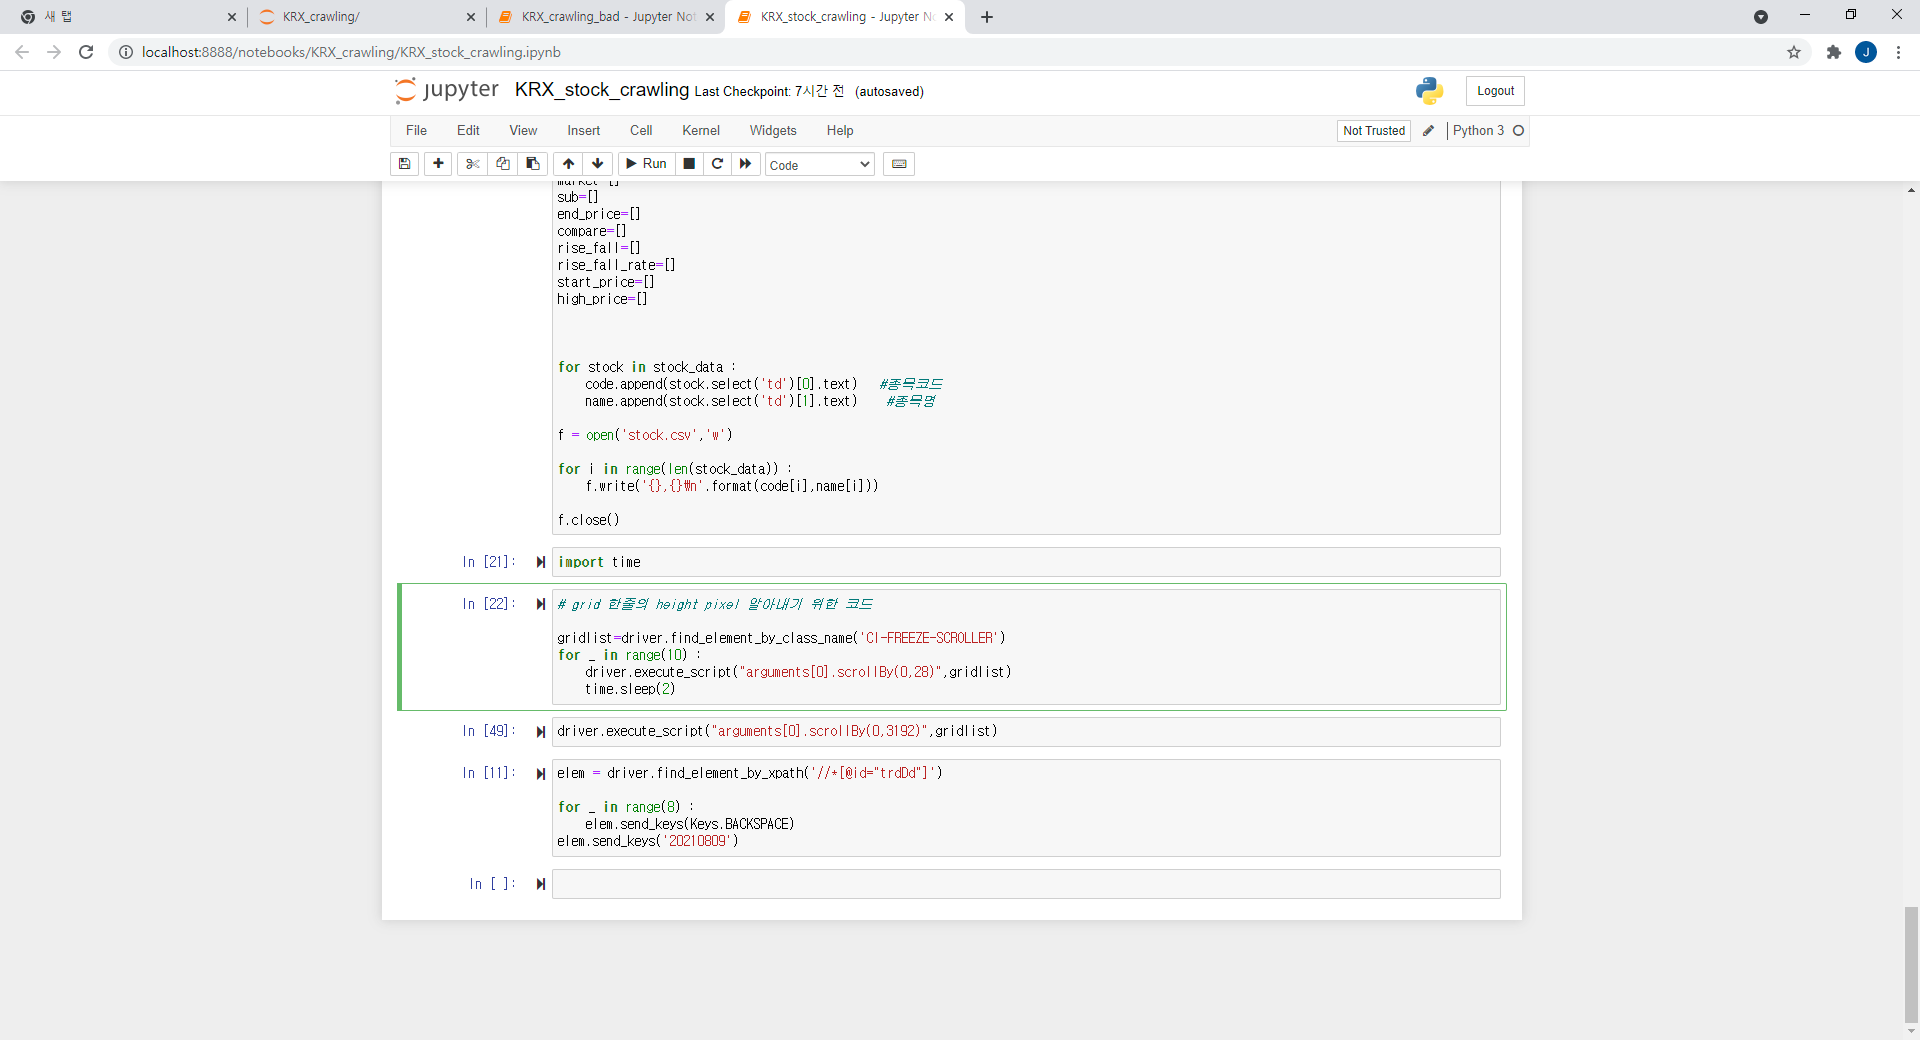 새 탭
KRX_crawling/
KRX_crawling_bad - Jupyter Not
KRX_stock_crawling - Jupyter No
localhost:8888/notebooks/KRX_crawling/KRX_stock_crawling.ipynb
J
jupyter KRX_stock_crawling Last Checkpoint: 7시간 전 (autosaved)
Logout
File Edit View Insert Cell Kernel Widgets Help
Not Trusted
Python 3
Run
Code
market=[]
sub=[]
end_price=[]
compare=[]
rise_fall=[]
rise_fall_rate=[]
start_price=[]
high_price=[]
for stock in stock_data :
code.append(stock.select('td')[0].text) #종목코드
name.append(stock.select('td')[1].text) #종목명
f = open('stock.csv','w')
for i in range(len(stock_data)) :
f.write('{},{}₩n'.format(code[i],name[i]))
f.close()
In [21]: import time
In [22]: # grid 한줄의 height pixel 알아내기 위한 코드
gridlist=driver.find_element_by_class_name('CI-FREEZE-SCROLLER')
for _ in range(10) :
driver.execute_script("arguments[0].scrollBy(0,28)",gridlist)
time.sleep(2)
In [49]: driver.execute_script("arguments[0].scrollBy(0,3192)",gridlist)
In [11]: elem = driver.find_element_by_xpath('//*[@id="trdDd"]')
for _ in range(8) :
elem.send_keys(Keys.BACKSPACE)
elem.send_keys('20210809')
In [ ]: